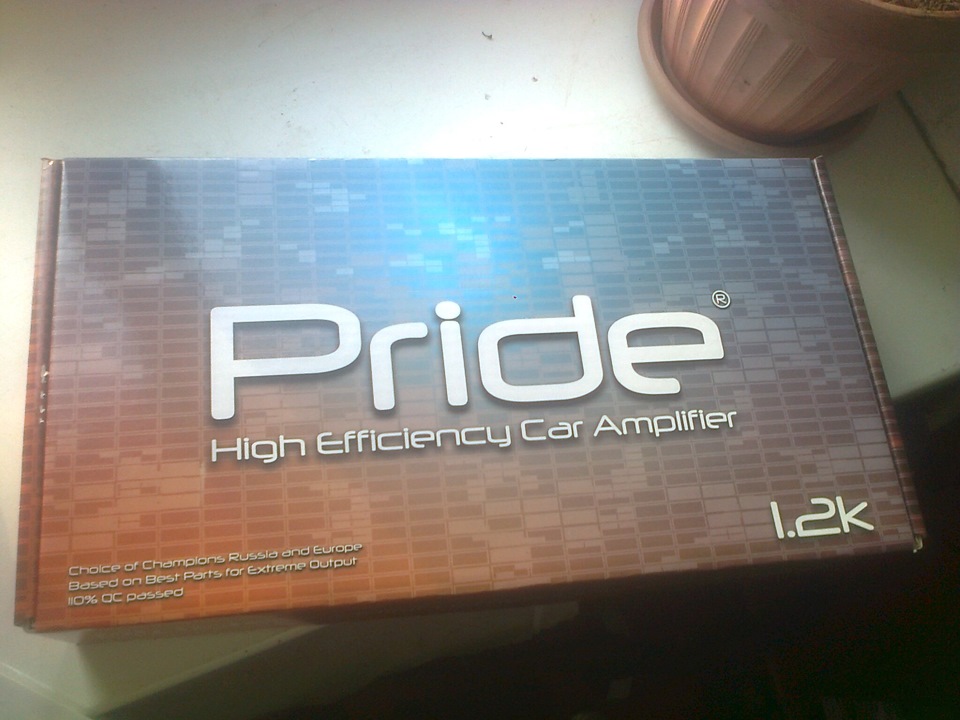 Pride®
High Efficiency Car Amplifier
1.2K
Choice of Champions Russia and Europe
Based on Best Parts for Extreme Output
110% QC passed